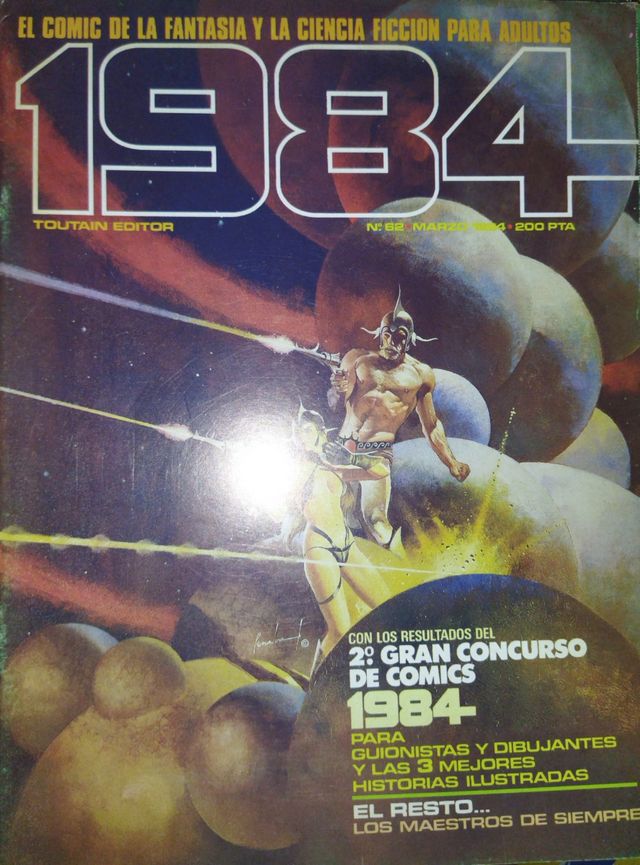 EL COMIC DE LA FANTASIA Y LA CIENCIA FICCION PARA ADULTOS
1984
TOUTAIN EDITOR
Nº 62 • MARZO 1984 • 200 PTA
CON LOS RESULTADOS DEL
2º. GRAN CONCURSO
DE COMICS
1984
PARA
GUIONISTAS Y DIBUJANTES
Y LAS 3 MEJORES
HISTORIAS ILUSTRADAS
EL RESTO...
LOS MAESTROS DE SIEMPRE